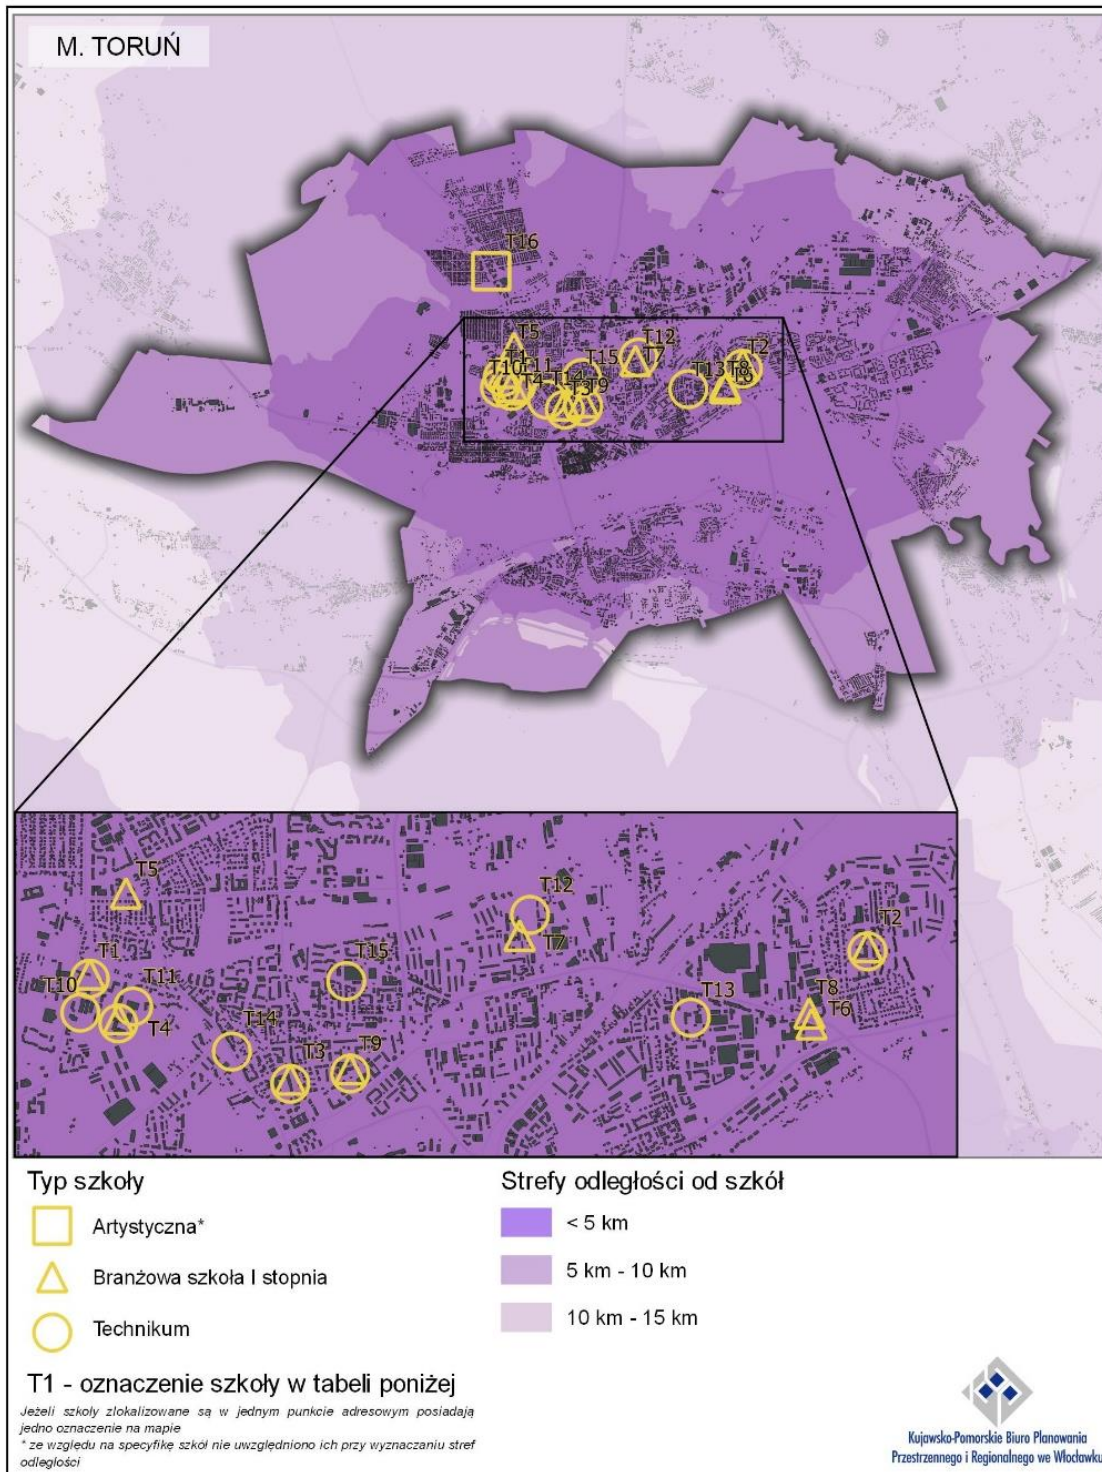 M. TORUŃ
T16
T5
T12
T1
T10
T11
T15
T7
T2
T13
T8
T4
T14
T3
T9
T5
T12
T2
T7
T1
T15
T10
T11
T13
T8
T6
T4
T14
T3
T9
Typ szkoły
Artystyczna*
Branżowa szkoła I stopnia
Technikum
Strefy odległości od szkół
< 5 km
5 km - 10 km
10 km - 15 km
T1 - oznaczenie szkoły w tabeli poniżej
Jeżeli szkoły zlokalizowane są w jednym punkcie adresowym posiadają
jedno oznaczenie na mapie
* ze względu na specyfikę szkół nie uwzględniono ich przy wyznaczaniu stref
odległości
Kujawsko-Pomorskie Biuro Planowania
Przestrzennego i Regionalnego we Włocławku